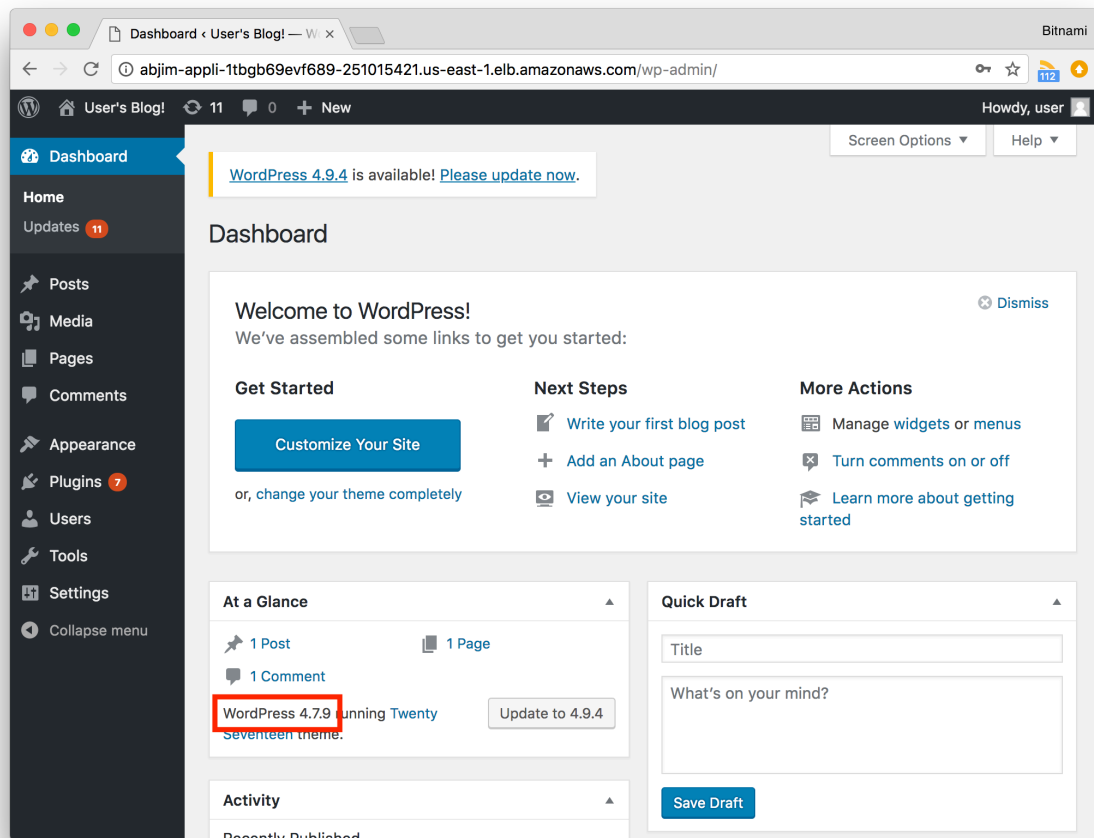 Dashboard ‹ User's Blog! — W
Bitnami
abjim-appli-1tbgb69evf689-251015421.us-east-1.elb.amazonaws.com/wp-admin/
112
User's Blog! 11 0 + New
Howdy, user
Dashboard
Home
Updates 11
Posts
Media
Pages
Comments
Appearance
Plugins 7
Users
Tools
Settings
Collapse menu
Screen Options ▼
Help ▼
WordPress 4.9.4 is available! Please update now.
Dashboard
Welcome to WordPress!
Dismiss
We've assembled some links to get you started:
Get Started
Customize Your Site
or, change your theme completely
Next Steps
Write your first blog post
Add an About page
View your site
More Actions
Manage widgets or menus
Turn comments on or off
Learn more about getting
started
At a Glance
1 Post
1 Page
1 Comment
WordPress 4.7.9 running Twenty
Seventeen theme.
Update to 4.9.4
Activity
Recently Published
Quick Draft
Title
What's on your mind?
Save Draft